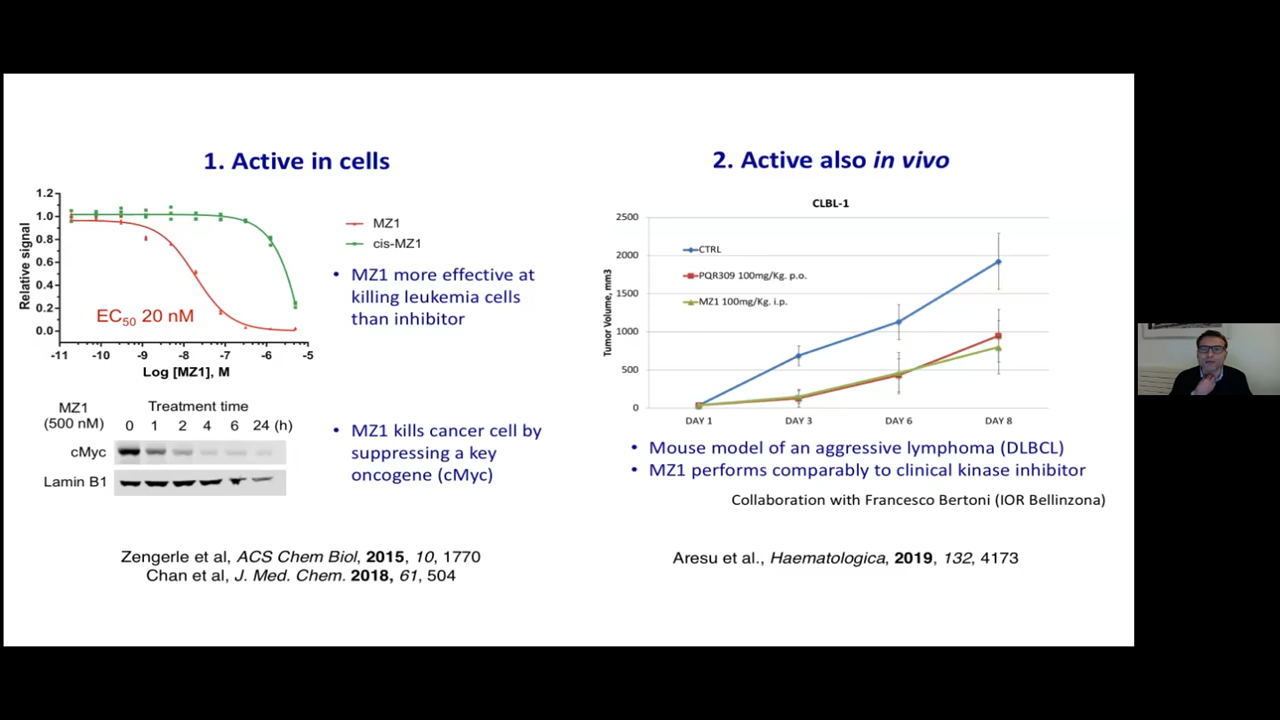 1. Active in cells
1.2
1.0
0.8
0.6
0.4
0.2
0.0
Relative signal
EC50 20 nM
-11 -10 -9 -8 -7 -6 -5
Log [MZ1], M
MZ1
cis-MZ1
• MZ1 more effective at
killing leukemia cells
than inhibitor
MZ1
(500 nM)
Treatment time
0 1 2 4 6 24 (h)
cMyc
Lamin B1
• MZ1 kills cancer cell by
suppressing a key
oncogene (cMyc)
Zengerle et al, ACS Chem Biol, 2015, 10, 1770
Chan et al, J. Med. Chem. 2018, 61, 504
2. Active also in vivo
CLBL-1
2500
2000
1500
1000
500
0
Tumor Volume, mm3
CTRL
PQR309 100mg/Kg. p.o.
MZ1 100mg/Kg. i.p.
DAY 1 DAY 3 DAY 6 DAY 8
• Mouse model of an aggressive lymphoma (DLBCL)
• MZ1 performs comparably to clinical kinase inhibitor
Collaboration with Francesco Bertoni (IOR Bellinzona)
Aresu et al., Haematologica, 2019, 132, 4173